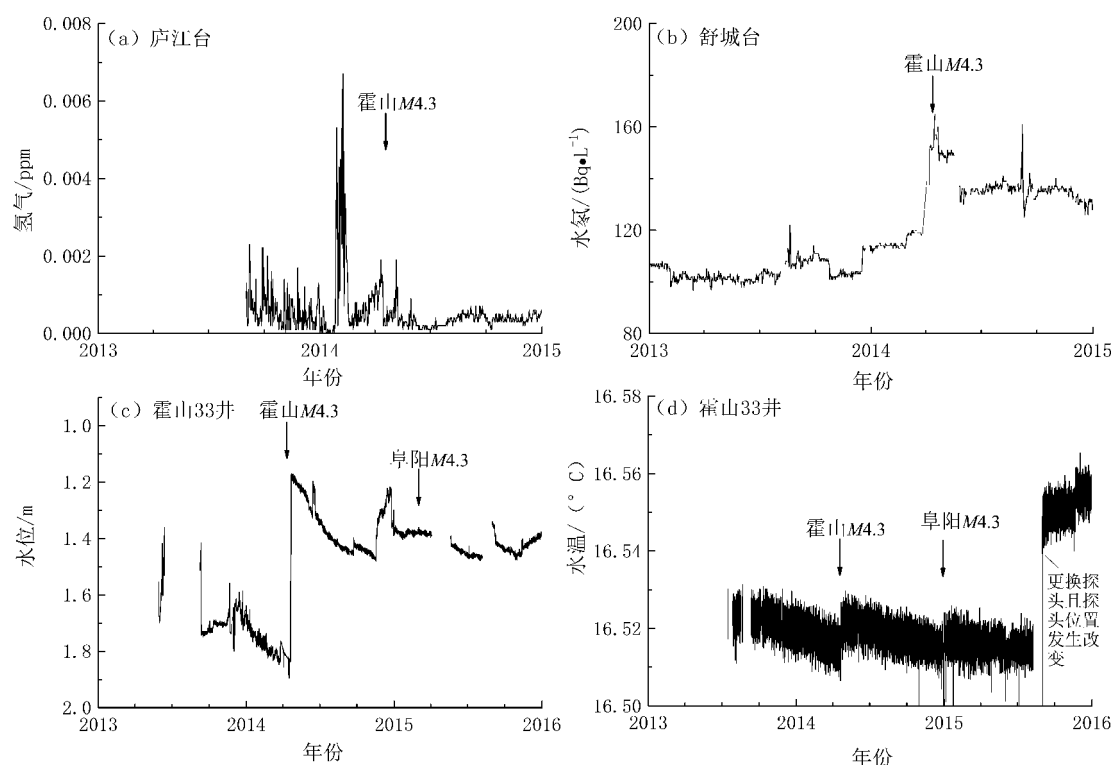 (a) 庐江台
霍山M4.3
0.008
0.006
0.004
0.002
0.000
氢气/ppm
2013
2014
2015
年份
(b) 舒城台
霍山M4.3
200
160
120
80
水氡/(Bq•L⁻¹)
2013
2014
2015
年份
(c) 霍山33井
霍山M4.3
阜阳M4.3
1.0
1.2
1.4
1.6
1.8
2.0
水位/m
2013
2014
2015
2016
年份
(d) 霍山33井
霍山M4.3
阜阳M4.3
16.58
16.56
16.54
16.52
16.50
水温/(°C)
更换探
头且探
头位置
发生改
变
2013
2014
2015
2016
年份